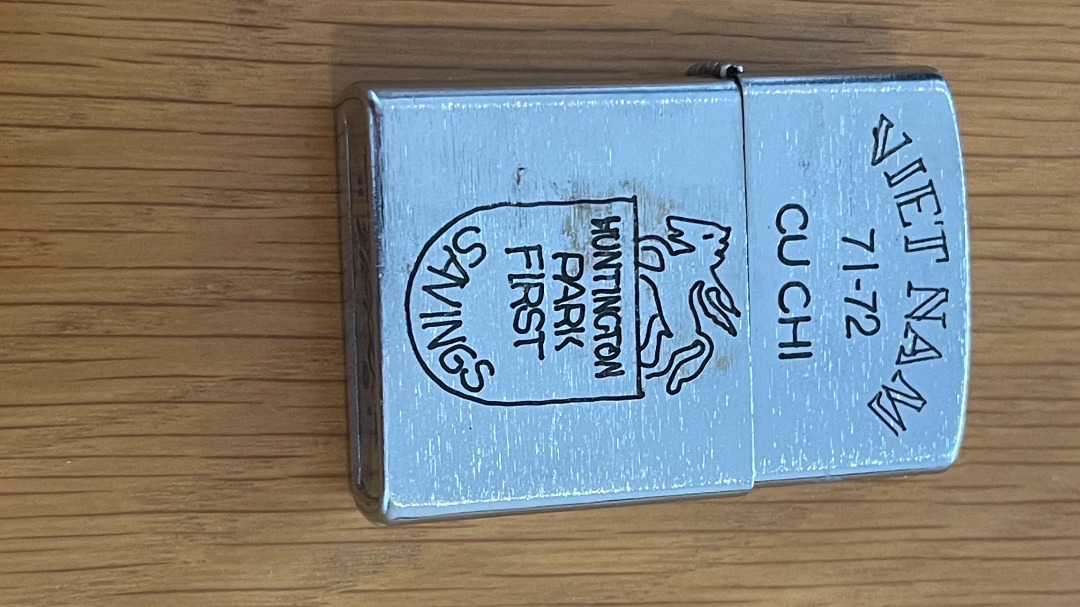 VIET NAM
71-72
CU CHI
HUNTINGTON
PARK
FIRST
SAVINGS